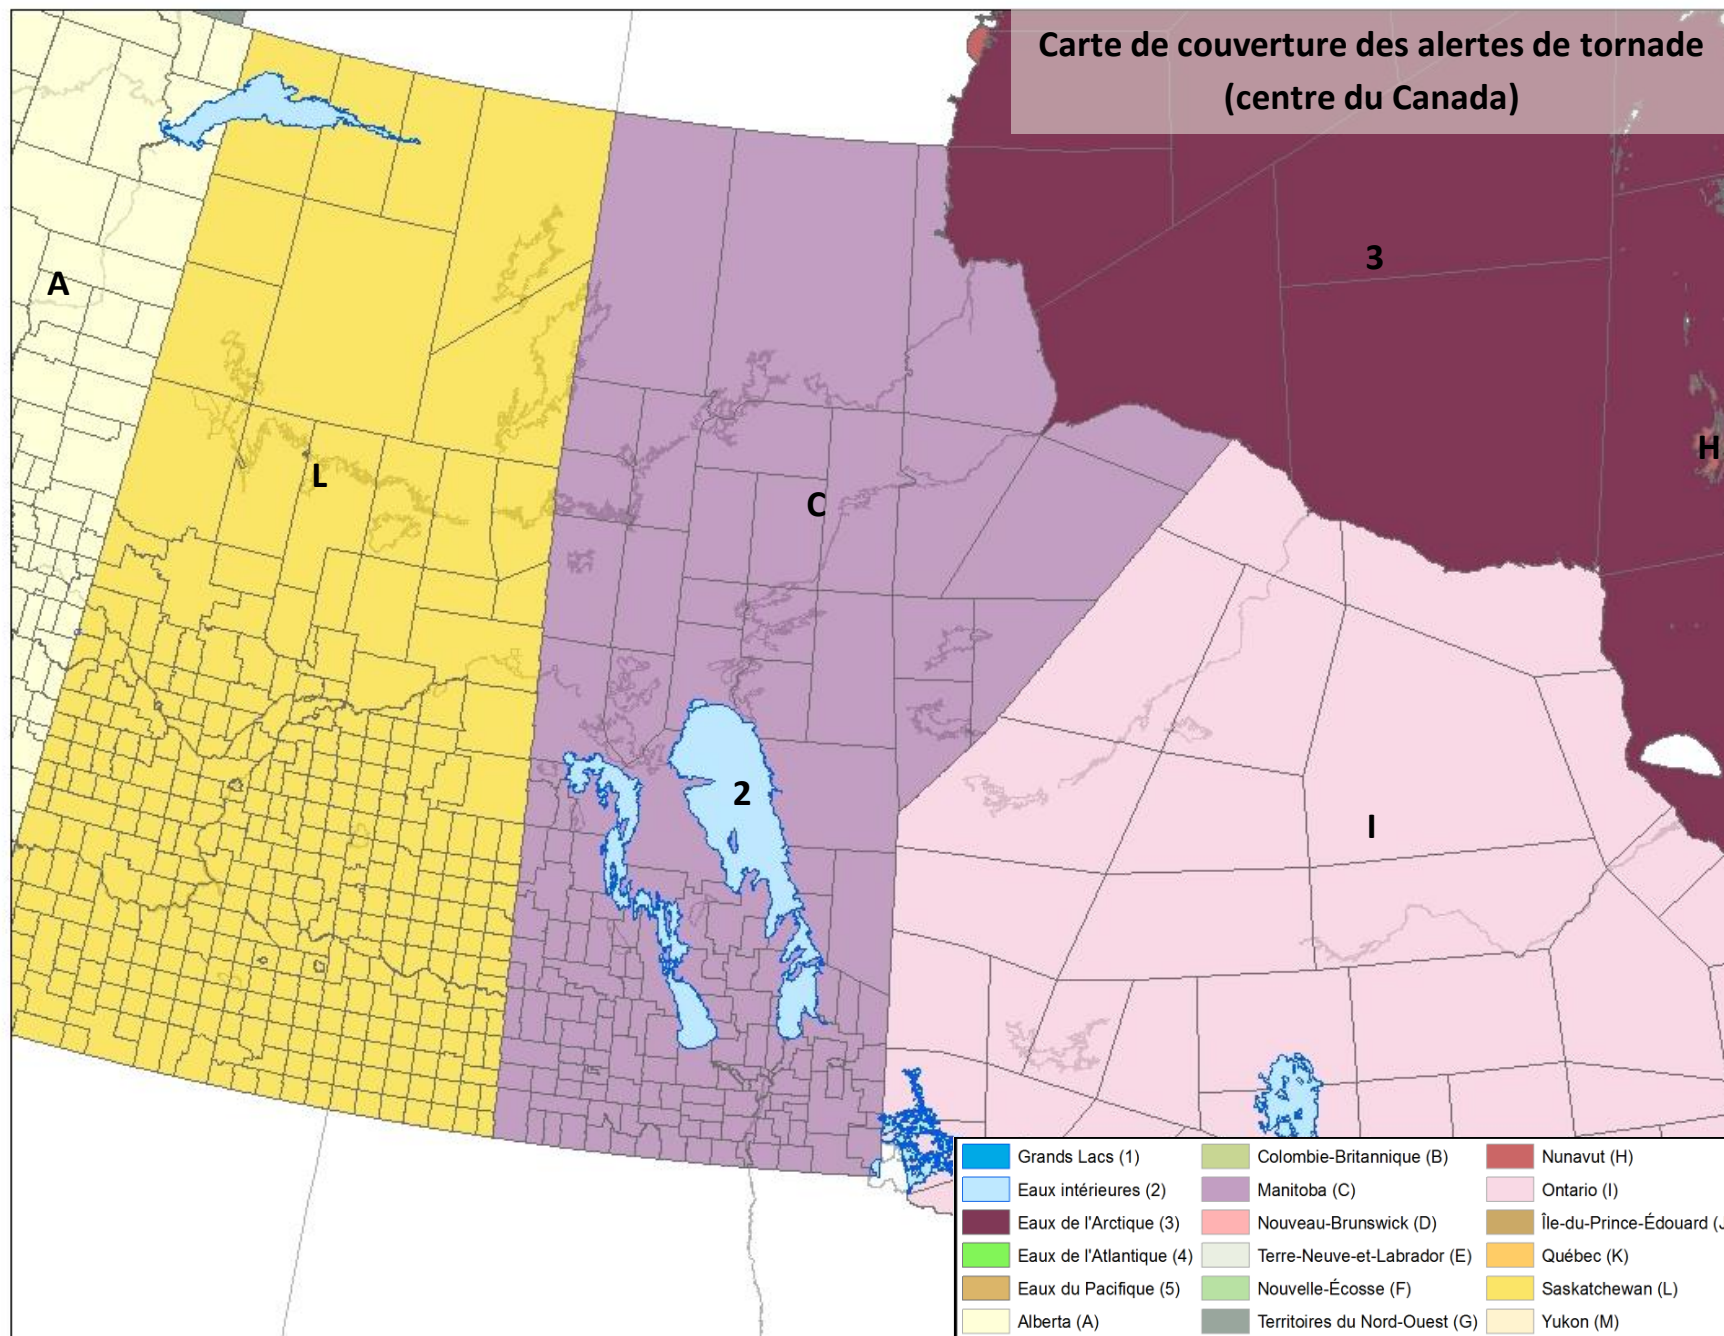 Carte de couverture des alertes de tornade
(centre du Canada)
A
L
C
2
3
H
I
Grands Lacs (1)
Eaux intérieures (2)
Eaux de l'Arctique (3)
Eaux de l'Atlantique (4)
Eaux du Pacifique (5)
Alberta (A)
Colombie-Britannique (B)
Manitoba (C)
Nouveau-Brunswick (D)
Terre-Neuve-et-Labrador (E)
Nouvelle-Écosse (F)
Territoires du Nord-Ouest (G)
Nunavut (H)
Ontario (I)
Île-du-Prince-Édouard (J
Québec (K)
Saskatchewan (L)
Yukon (M)